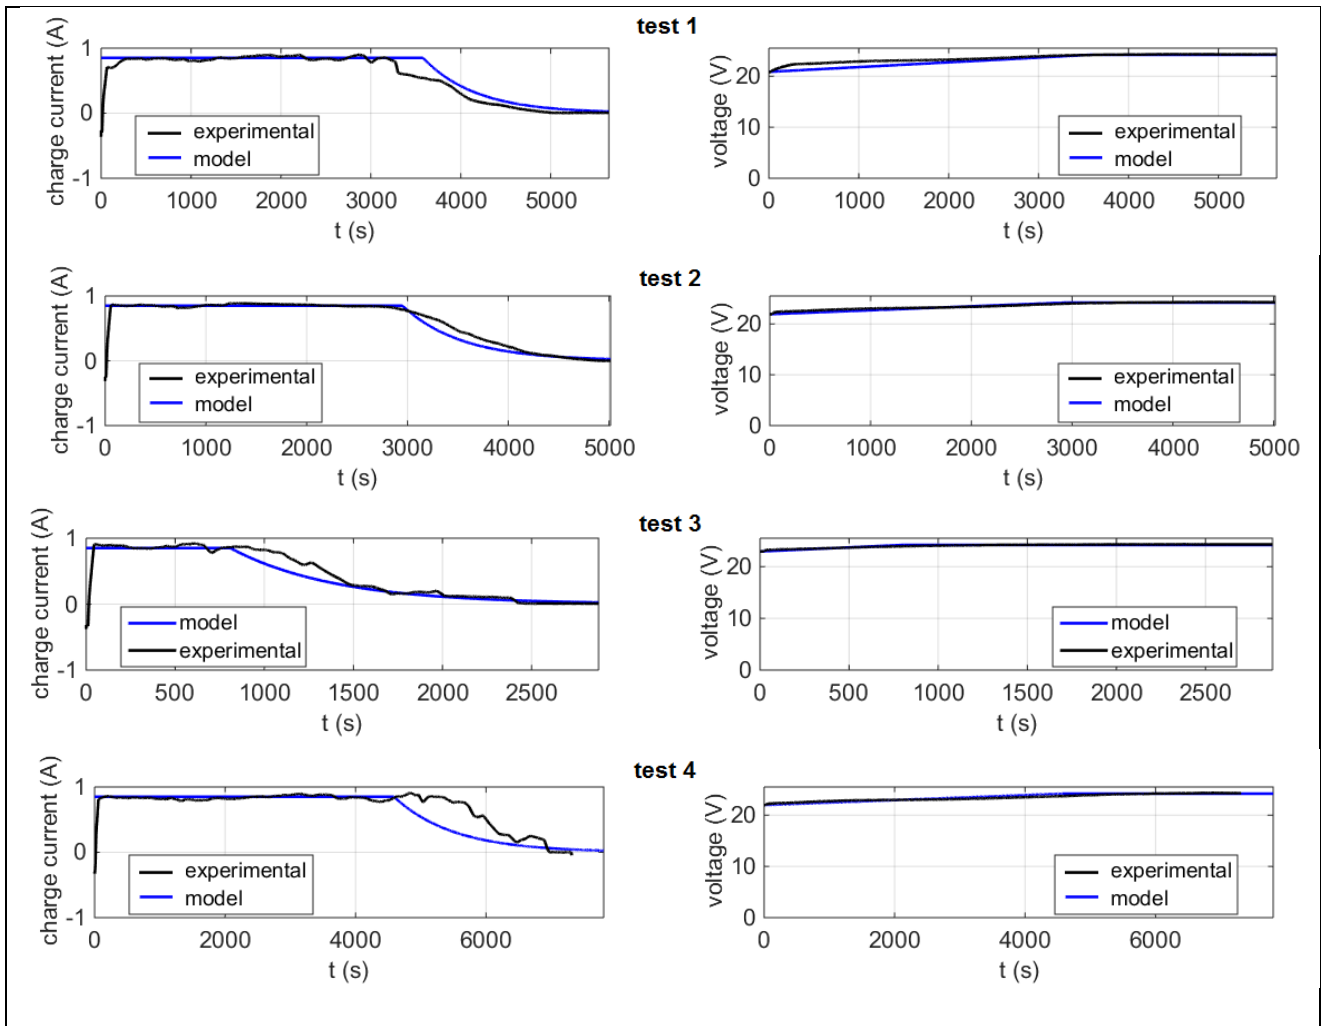 test 1
charge current (A)
1
0
-1
experimental
model
0 1000 2000 3000 4000 5000
t (s)
voltage (V)
20
10
0
experimental
model
0 1000 2000 3000 4000 5000
t (s)
test 2
charge current (A)
1
0
-1
experimental
model
0 1000 2000 3000 4000 5000
t (s)
voltage (V)
20
10
0
experimental
model
0 1000 2000 3000 4000 5000
t (s)
test 3
charge current (A)
1
0
-1
model
experimental
0 500 1000 1500 2000 2500
t (s)
voltage (V)
20
10
0
model
experimental
0 500 1000 1500 2000 2500
t (s)
test 4
charge current (A)
1
0
-1
experimental
model
0 2000 4000 6000
t (s)
voltage (V)
20
10
0
experimental
model
0 2000 4000 6000
t (s)